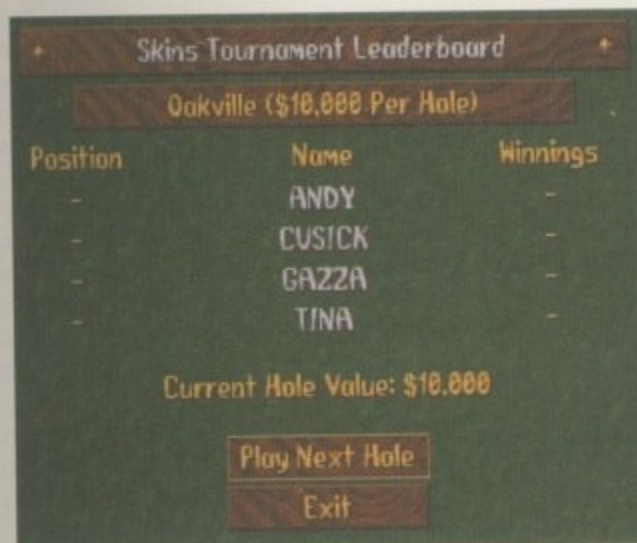 Skins Tournament Leaderboard
Oakville ($10,000 Per Hole)
Position Name Winnings
- ANDY -
- CUSICK -
- GAZZA -
- TINA -
Current Hole Value: $10,000
Play Next Hole
Exit